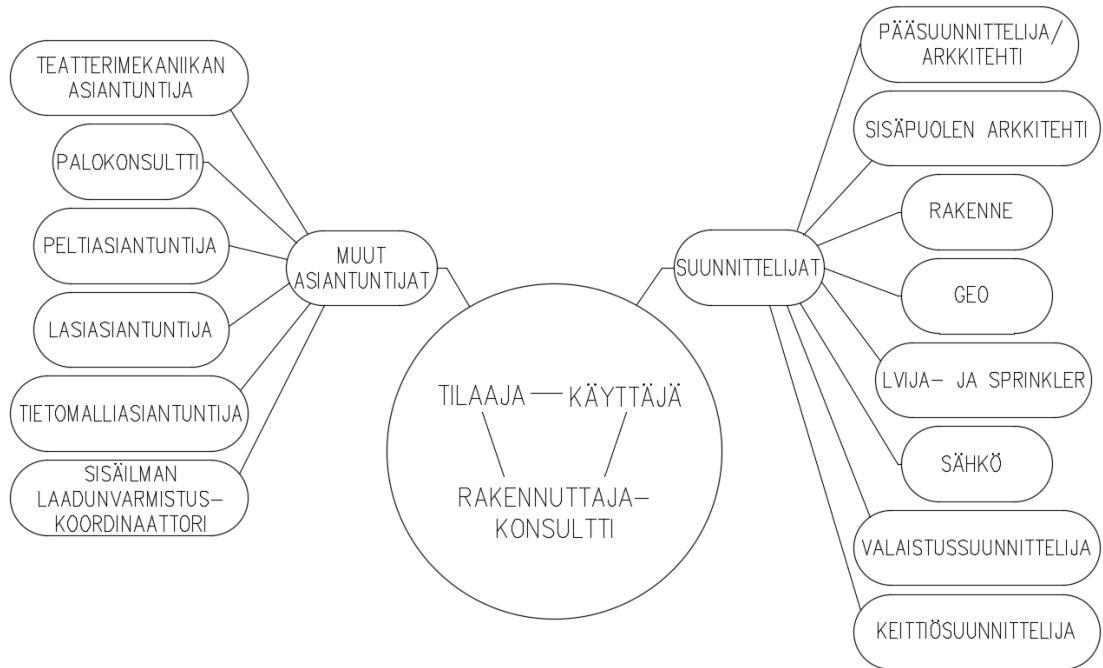 TEATTERIMEKANIIKAN
ASIANTUNTIJA
PALOKONSULTTI
PELTIASIANTUNTIJA
LASIASIANTUNTIJA
TIETOMALLIASIANTUNTIJA
SISÄILMAN
LAADUNVARMISTUS-
KOORDINAATTORI
MUUT
ASIANTUNTIJAT
TILAAJA
KÄYTTÄJÄ
RAKENNUTTAJA-
KONSULTTI
SUUNNITTELIJAT
PÄÄSUUNNITTELIJA/
ARKKITEHTI
SISÄPUOLEN ARKKITEHTI
RAKENNE
GEO
LVIJA- JA SPRINKLER
SÄHKÖ
VALAISTUSSUUNNITTELIJA
KEITTIÖSUUNNITTELIJA